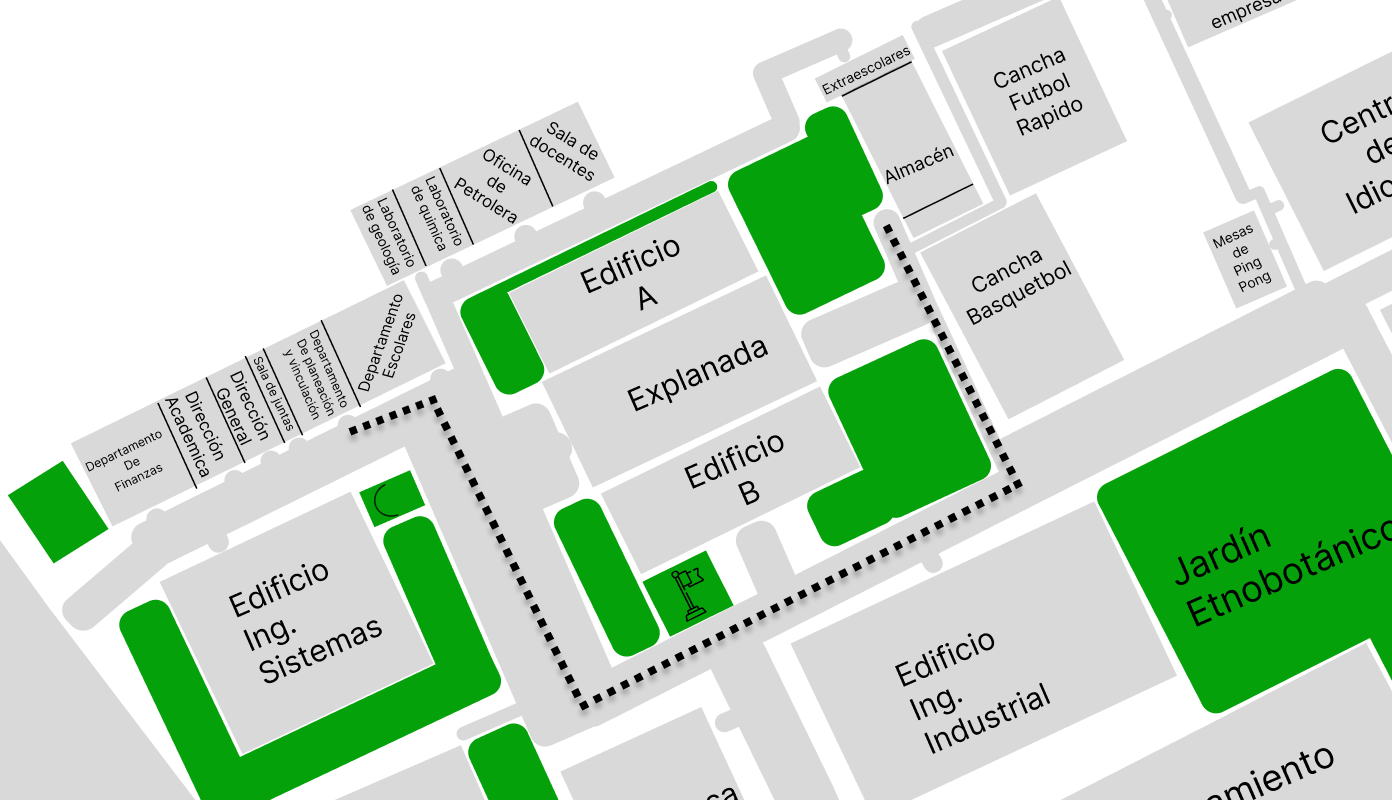 empresa
Extraescolares
Cancha
Futbol
Rapido
Almacén
Sala de
docentes
Oficina
de
Petrolera
Laboratorio
de quimica
Laboratorio
de geología
Edificio
A
Explanada
Edificio
B
Cancha
Basquetbol
Mesas
de
Ping
Pong
Centr
de
Idio
Departamento
Escolares
Departamento
De planeación
y vinculación
Sala de juntas
Dirección
General
Dirección
Academica
Departamento
De
Finanzas
Edificio
Ing.
Sistemas
Edificio
Ing.
Industrial
Jardín
Etnobotánico
amiento
sa